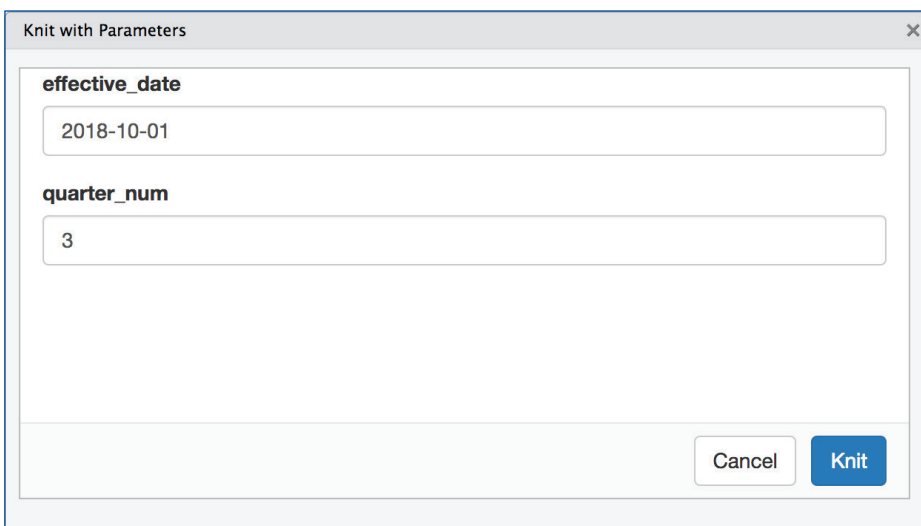 Knit with Parameters ×
effective_date
2018-10-01
quarter_num
3
Cancel Knit